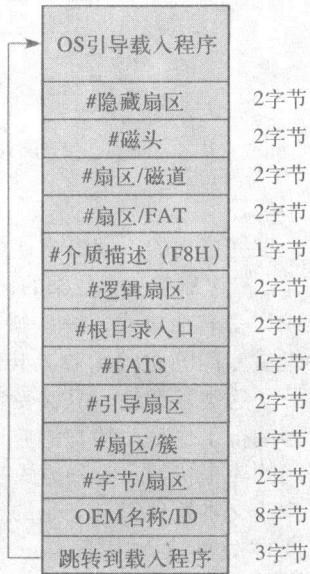 OS引导载入程序
#隐藏扇区 2字节
#磁头 2字节
#扇区/磁道 2字节
#扇区/FAT 2字节
#介质描述（F8H） 1字节
#逻辑扇区 2字节
#根目录入口 2字节
#FATS 1字节
#引导扇区 2字节
#扇区/簇 1字节
#字节/扇区 2字节
OEM名称/ID 8字节
跳转到载入程序 3字节